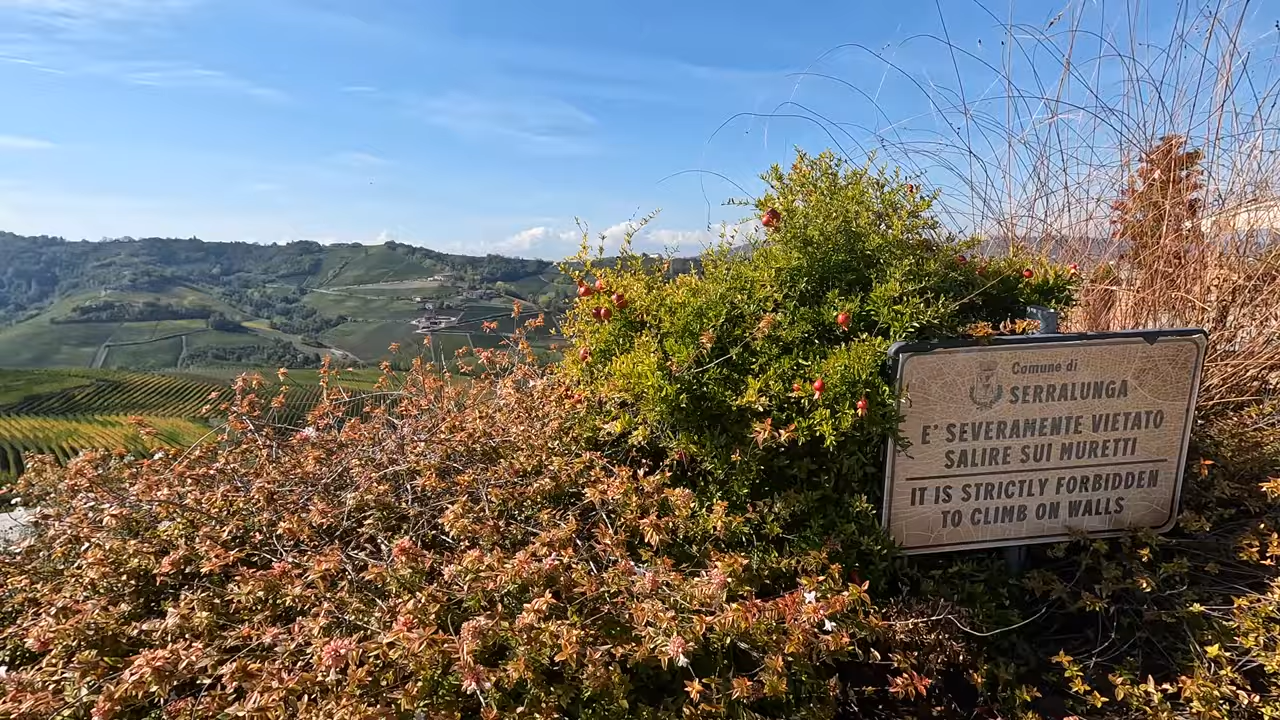 Comune di
SERRALUNGA
E' SEVERAMENTE VIETATO
SALIRE SUI MURETTI
IT IS STRICTLY FORBIDDEN
TO CLIMB ON WALLS